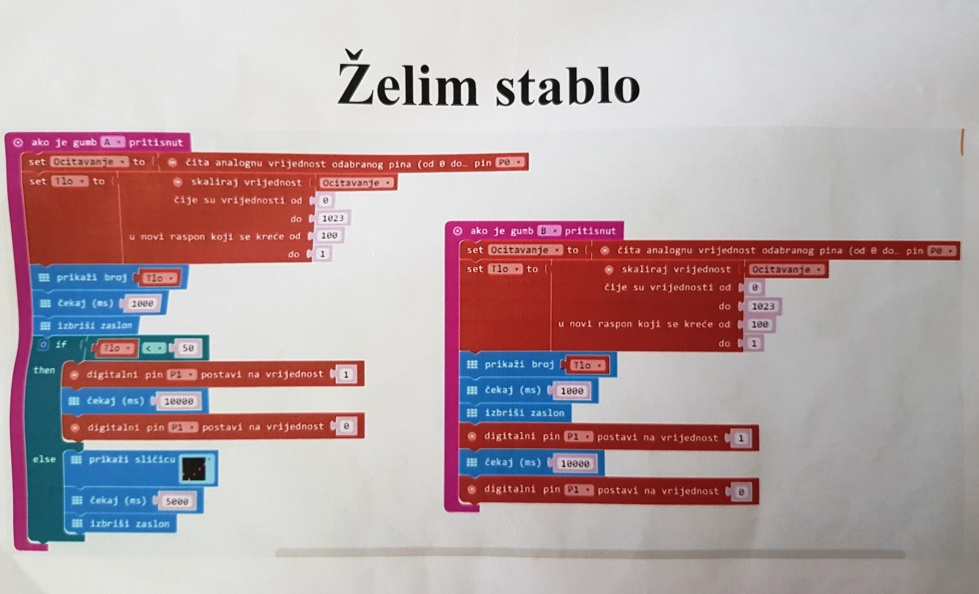 Želim stablo
ako je gumb A pritisnut
set Ocitavanje to čita analognu vrijednost odabranog pina (od 0 do… pin P0
set Tlo to skaliraj vrijednost Ocitavanje
čije su vrijednosti od 0
do 1023
u novi raspon koji se kreće od 100
do 1
prikaži broj Tlo
čekaj (ms) 1000
izbriši zaslon
if Tlo < 50
then digitalni pin P1 postavi na vrijednost 1
čekaj (ms) 10000
digitalni pin P1 postavi na vrijednost 0
else prikaži sličicu
čekaj (ms) 5000
izbriši zaslon
ako je gumb B pritisnut
set Ocitavanje to čita analognu vrijednost odabranog pina (od 0 do… pin P0
set Tlo to skaliraj vrijednost Ocitavanje
čije su vrijednosti od 0
do 1023
u novi raspon koji se kreće od 100
do 1
prikaži broj Tlo
čekaj (ms) 1000
izbriši zaslon
digitalni pin P1 postavi na vrijednost 1
čekaj (ms) 10000
digitalni pin P1 postavi na vrijednost 0